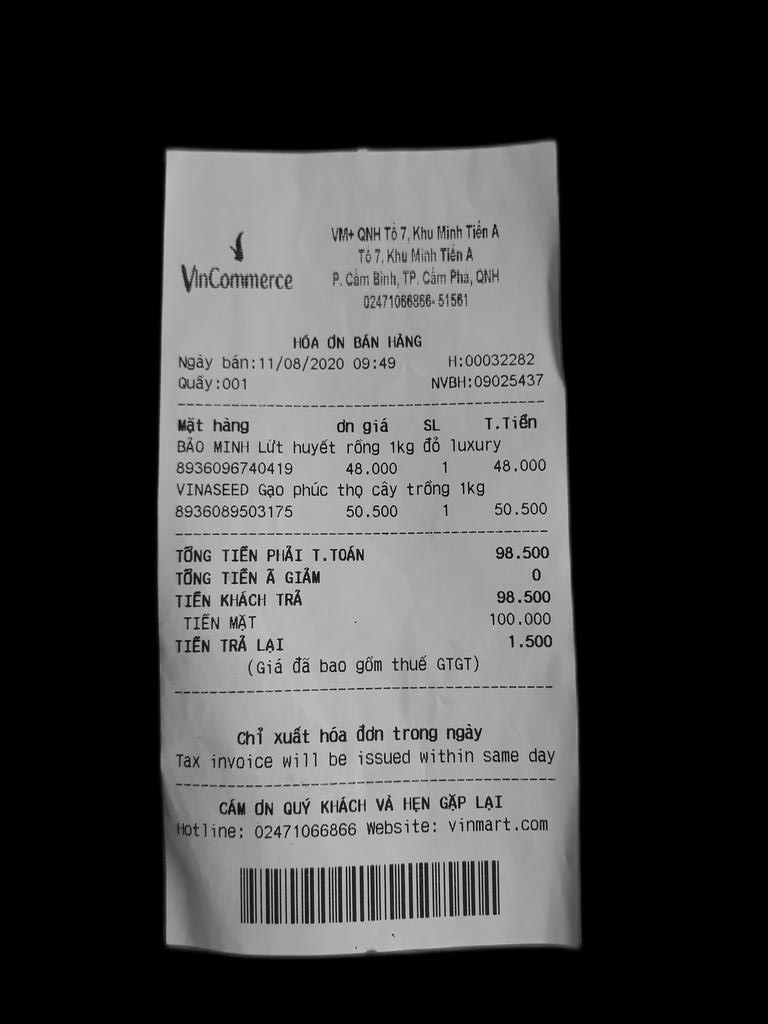 VinCommerce
VM+ QNH Tổ 7, Khu Minh Tiến A
Tổ 7, Khu Minh Tiến A
P. Cẩm Bình, TP. Cẩm Phả, QNH
02471066866- 51561
HÓA ƠN BÁN HÀNG
Ngày bán:11/08/2020 09:49 H:00032282
Quầy:001 NVBH:09025437
Mặt hàng ơn giá SL T.Tiền
BẢO MINH Lứt huyết rồng 1kg đỏ luxury
8936096740419 48.000 1 48.000
VINASEED Gạo phúc thọ cây trồng 1kg
8936089503175 50.500 1 50.500
TỔNG TIỀN PHẢI T.TOÁN 98.500
TỔNG TIỀN Ã GIẢM 0
TIỀN KHÁCH TRẢ 98.500
TIỀN MẶT 100.000
TIỀN TRẢ LẠI 1.500
(Giá đã bao gồm thuế GTGT)
Chỉ xuất hóa đơn trong ngày
Tax invoice will be issued within same day
CẢM ƠN QUÝ KHÁCH VÀ HẸN GẶP LẠI
Hotline: 02471066866 Website: vinmart.com